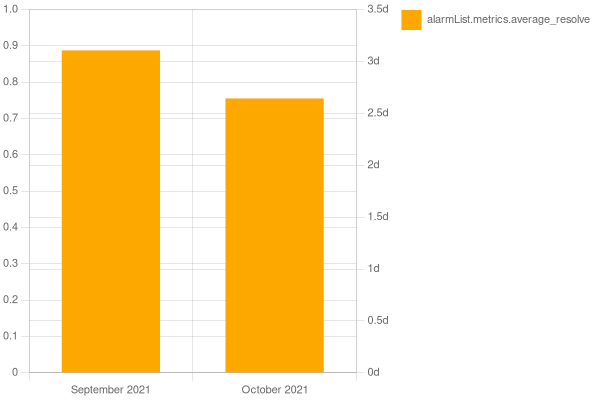 1.0
0.9
0.8
0.7
0.6
0.5
0.4
0.3
0.2
0.1
0
3.5d
3d
2.5d
2d
1.5d
1d
0.5d
0d
September 2021
October 2021
alarmList.metrics.average_resolve